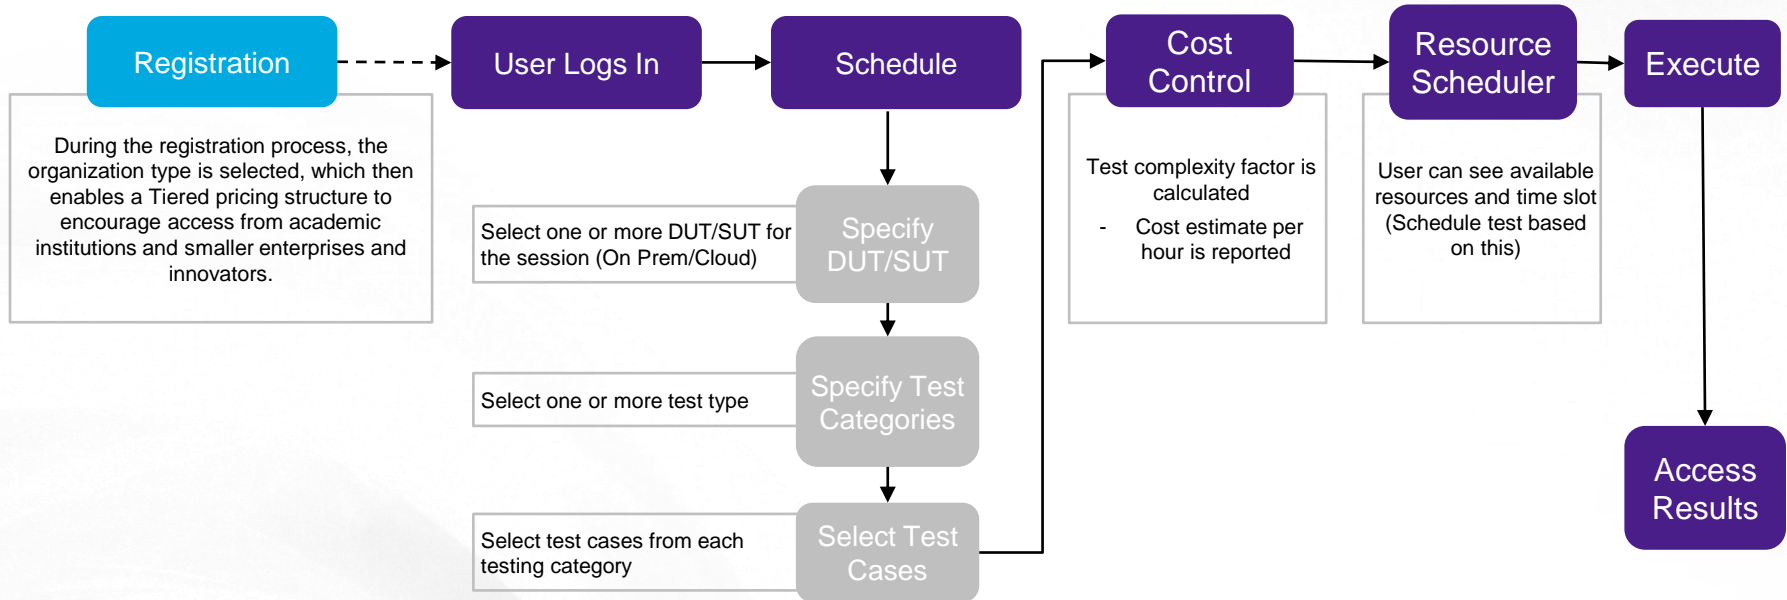 Registration
During the registration process, the
organization type is selected, which then
enables a Tiered pricing structure to
encourage access from academic
institutions and smaller enterprises and
innovators.
User Logs In
Schedule
Select one or more DUT/SUT for
the session (On Prem/Cloud)
Specify
DUT/SUT
Select one or more test type
Specify Test
Categories
Select test cases from each
testing category
Select Test
Cases
Cost
Control
Test complexity factor is
calculated
- Cost estimate per
hour is reported
Resource
Scheduler
User can see available
resources and time slot
(Schedule test based
on this)
Execute
Access
Results